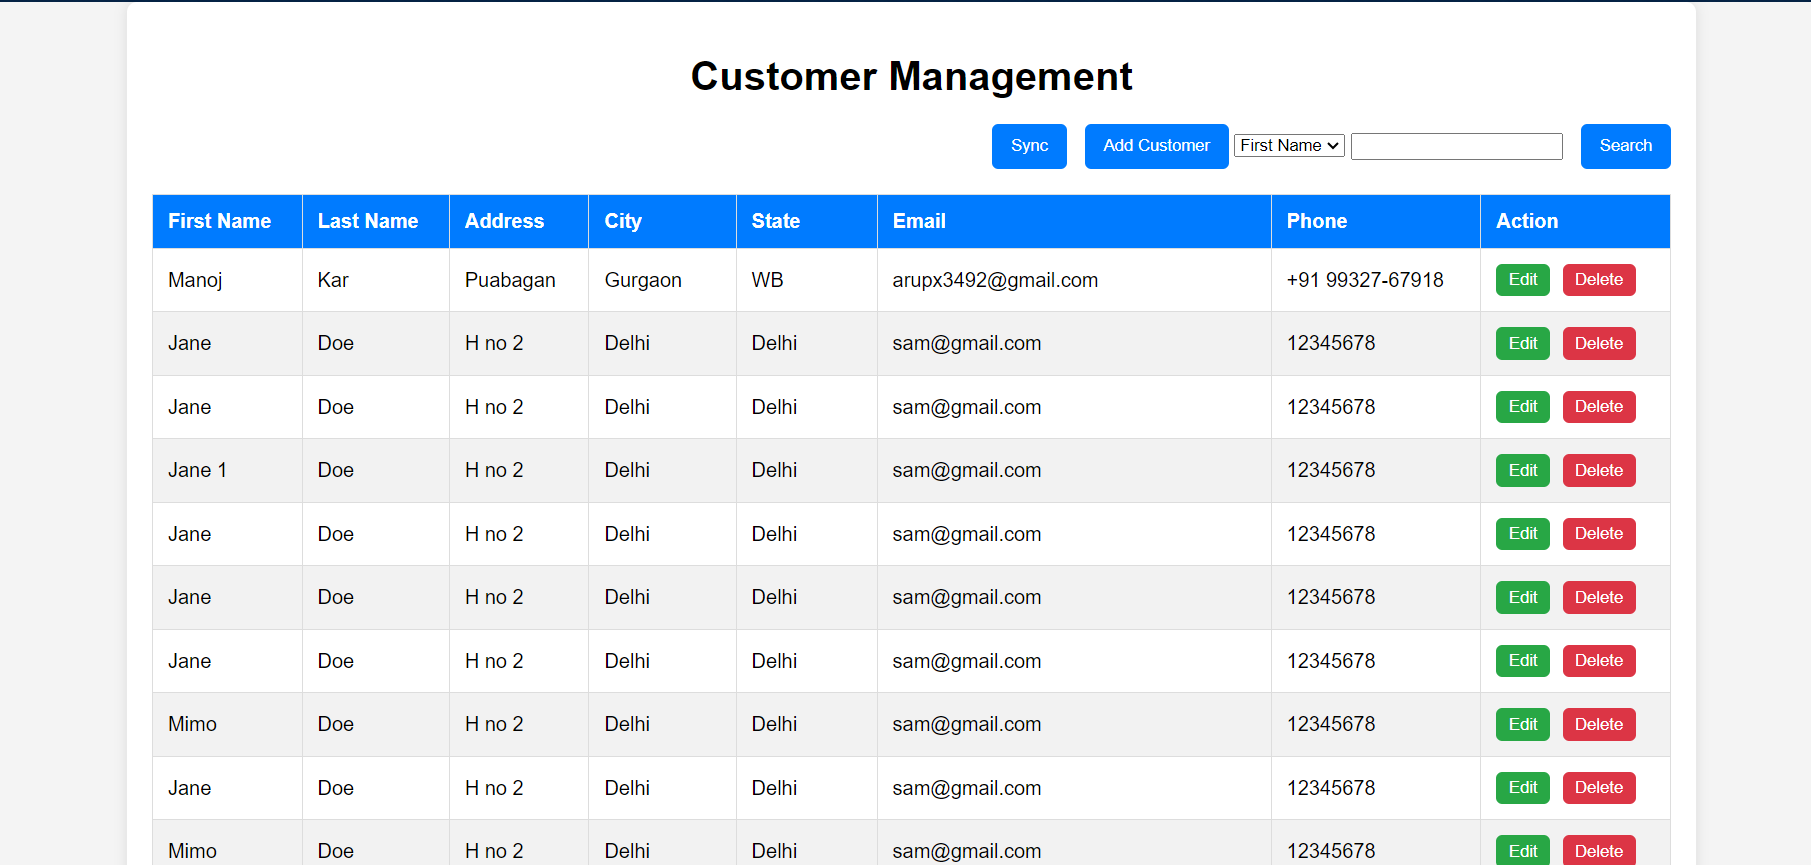 Customer Management
Sync Add Customer First Name Search
First Name Last Name Address City State Email Phone Action
Manoj Kar Puabagan Gurgaon WB arupx3492@gmail.com +91 99327-67918 Edit Delete
Jane Doe H no 2 Delhi Delhi sam@gmail.com 12345678 Edit Delete
Jane Doe H no 2 Delhi Delhi sam@gmail.com 12345678 Edit Delete
Jane 1 Doe H no 2 Delhi Delhi sam@gmail.com 12345678 Edit Delete
Jane Doe H no 2 Delhi Delhi sam@gmail.com 12345678 Edit Delete
Jane Doe H no 2 Delhi Delhi sam@gmail.com 12345678 Edit Delete
Jane Doe H no 2 Delhi Delhi sam@gmail.com 12345678 Edit Delete
Mimo Doe H no 2 Delhi Delhi sam@gmail.com 12345678 Edit Delete
Jane Doe H no 2 Delhi Delhi sam@gmail.com 12345678 Edit Delete
Mimo Doe H no 2 Delhi Delhi sam@gmail.com 12345678 Edit Delete